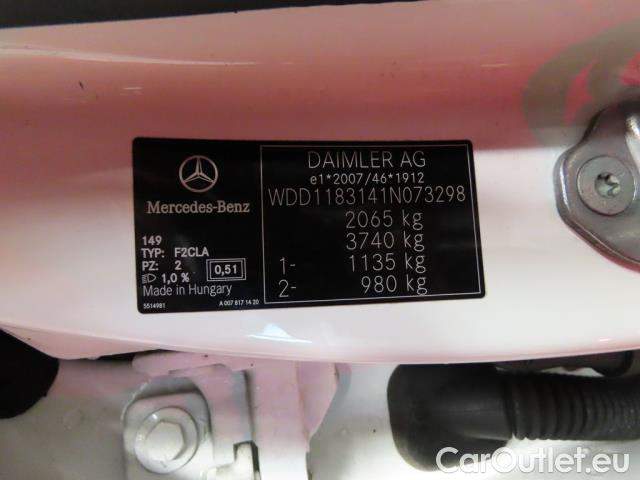 Mercedes-Benz
149
TYP: F2CLA
PZ: 2
0,51
1,0 %
Made in Hungary
5514981
A 007 817 14 20
DAIMLER AG
e1*2007/46*1912
WDD1183141N073298
2065 kg
3740 kg
1- 1135 kg
2- 980 kg
CarOutlet.eu